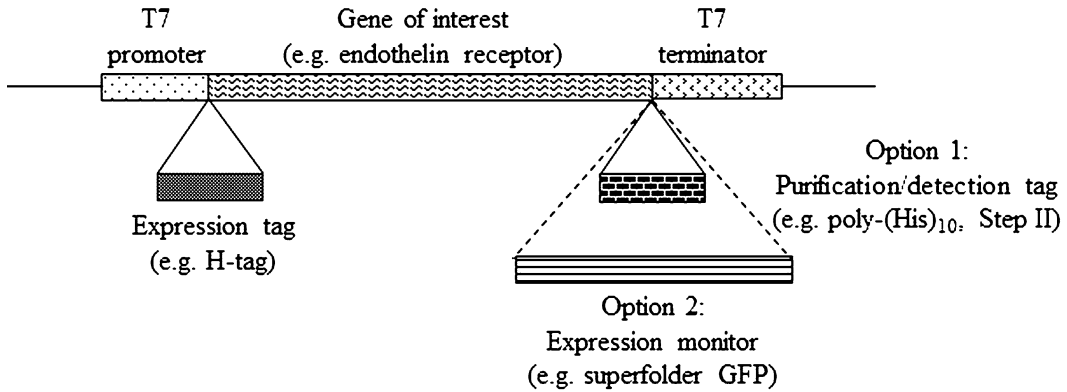 T7
promoter
Gene of interest
(e.g. endothelin receptor)
T7
terminator
Expression tag
(e.g. H-tag)
Option 1:
Purification/detection tag
(e.g. poly-(His)₁₀, Step II)
Option 2:
Expression monitor
(e.g. superfolder GFP)